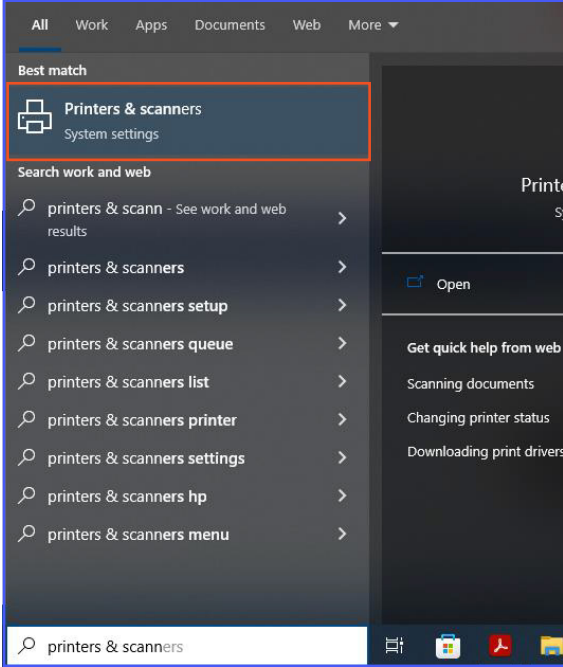 All Work Apps Documents Web More
Best match
Printers & scanners
System settings
Search work and web
printers & scann - See work and web
results
printers & scanners
printers & scanners setup
printers & scanners queue
printers & scanners list
printers & scanners printer
printers & scanners settings
printers & scanners hp
printers & scanners menu
printers & scanners
Printe
Sy
Open
Get quick help from web
Scanning documents
Changing printer status
Downloading print drivers